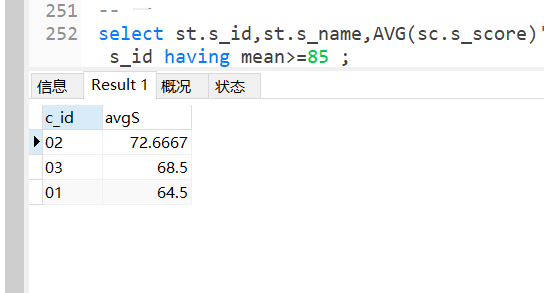 251
-- 一
252 select st.s_id,st.s_name,AVG(sc.s_score)'
s_id having mean>=85 ;
信息 Result 1 概况 状态
c_id avgS
02 72.6667
03 68.5
01 64.5